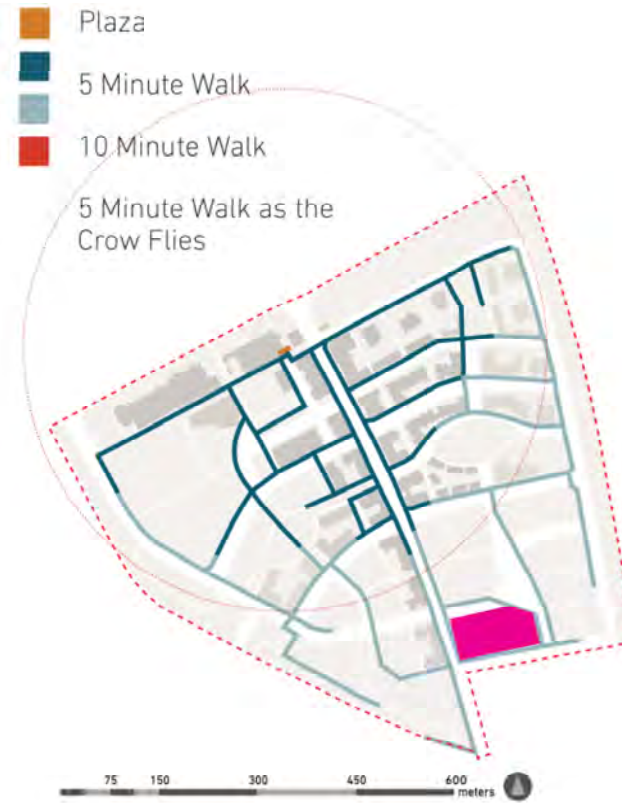 Plaza
5 Minute Walk
10 Minute Walk
5 Minute Walk as the
Crow Flies
75 150 300 450 600
meters